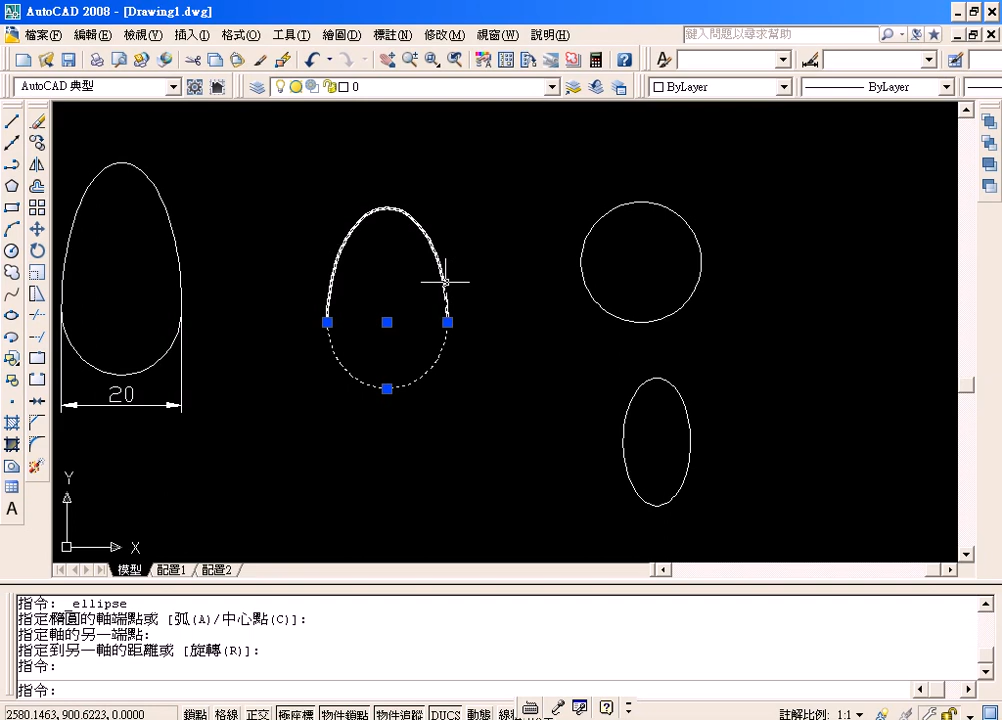 AutoCAD 2008 - [Drawing1.dwg]
檔案(F) 編輯(E) 檢視(V) 插入(I) 格式(O) 工具(T) 繪圖(D) 標註(N) 修改(M) 視窗(W) 說明(H) 鍵入問題以尋求幫助
AutoCAD 典型 0 ByLayer ByLayer
20
Y
X
A
模型 配置1 配置2
指令: _ellipse
指定橢圓的軸端點或 [弧(A)/中心點(C)]:
指定軸的另一端點:
指定到另一軸的距離或 [旋轉(R)]:
指令:
指令:
2580.1463, 900.6223, 0.0000 鎖點 格線 正交 極座標 物件鎖點 物件追蹤 DUCS 動態 註解比例: 1:1